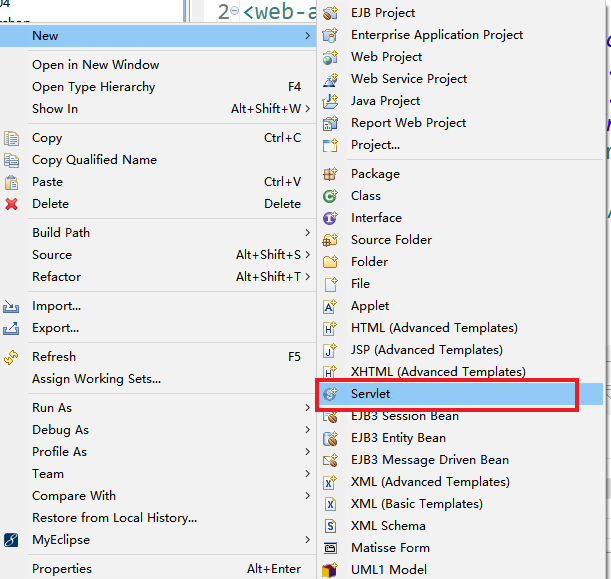 04
2 <web-a
New
Open in New Window
Open Type Hierarchy F4
Show In Alt+Shift+W >
Copy Ctrl+C
Copy Qualified Name
Paste Ctrl+V
Delete Delete
Build Path >
Source Alt+Shift+S >
Refactor Alt+Shift+T >
Import...
Export...
Refresh F5
Assign Working Sets...
Run As >
Debug As >
Profile As >
Team >
Compare With >
Restore from Local History...
MyEclipse >
Properties Alt+Enter
EJB Project
Enterprise Application Project
Web Project
Web Service Project
Java Project
Report Web Project
Project...
Package
Class
Interface
Source Folder
Folder
File
Applet
HTML (Advanced Templates)
JSP (Advanced Templates)
XHTML (Advanced Templates)
Servlet
EJB3 Session Bean
EJB3 Entity Bean
EJB3 Message Driven Bean
XML (Advanced Templates)
XML (Basic Templates)
XML Schema
Matisse Form
UML1 Model